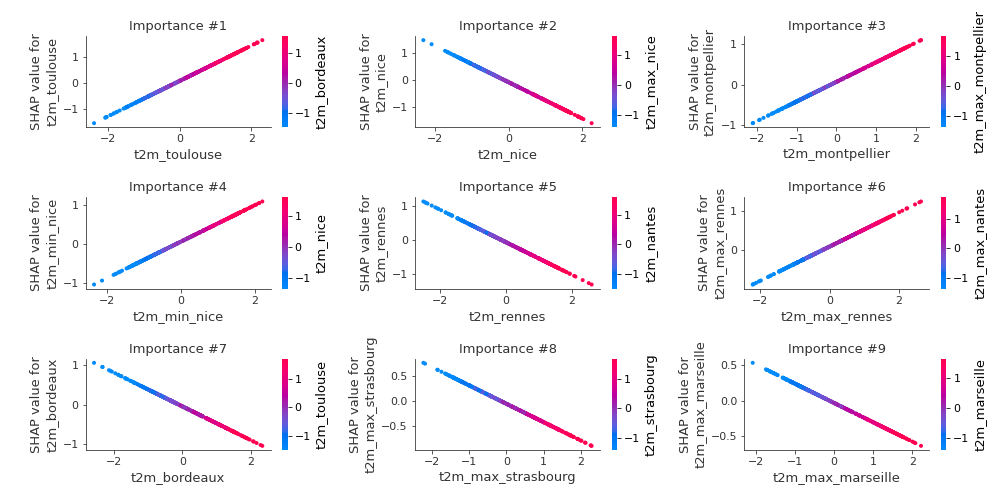 Importance #1
SHAP value for
t2m_toulouse
1
0
−1
−2
0
2
t2m_toulouse
1
0
−1
t2m_bordeaux
Importance #2
SHAP value for
t2m_nice
1
0
−1
−2
0
2
t2m_nice
1
0
−1
t2m_max_nice
Importance #3
SHAP value for
t2m_montpellier
1
0
−1
−2
−1
0
1
2
t2m_montpellier
1
0
−1
t2m_max_montpellier
Importance #4
SHAP value for
t2m_min_nice
1
0
−1
−2
0
2
t2m_min_nice
1
0
−1
t2m_nice
Importance #5
SHAP value for
t2m_rennes
1
0
−1
−2
0
2
t2m_rennes
1
0
−1
t2m_nantes
Importance #6
SHAP value for
t2m_max_rennes
1
0
−2
0
2
t2m_max_rennes
1
0
−1
t2m_max_nantes
Importance #7
SHAP value for
t2m_bordeaux
1
0
−1
−2
0
2
t2m_bordeaux
1
0
−1
t2m_toulouse
Importance #8
SHAP value for
t2m_max_strasbourg
0.5
0.0
−0.5
−2
−1
0
1
2
t2m_max_strasbourg
1
0
−1
t2m_strasbourg
Importance #9
SHAP value for
t2m_max_marseille
0.5
0.0
−0.5
−2
−1
0
1
2
t2m_max_marseille
1
0
−1
t2m_marseille